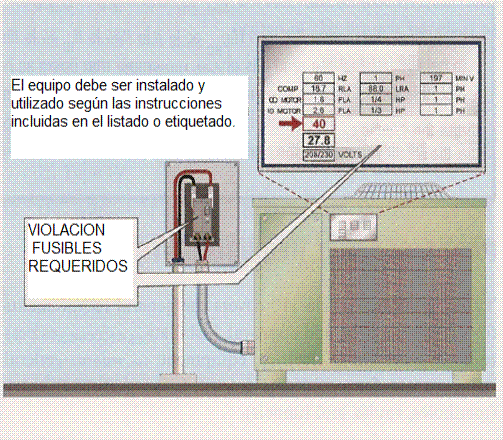 El equipo debe ser instalado y
utilizado según las instrucciones
incluidas en el listado o etiquetado.
60 HZ 1 PH 197 MIN V
COMP 16.7 RLA 88.0 LRA 1 PH
OD MOTOR 1.6 FLA 1/4 HP 1 PH
ID MOTOR 2.6 FLA 1/3 HP 1 PH
40
27.8
208/230 VOLTS
VIOLACION
FUSIBLES
REQUERIDOS